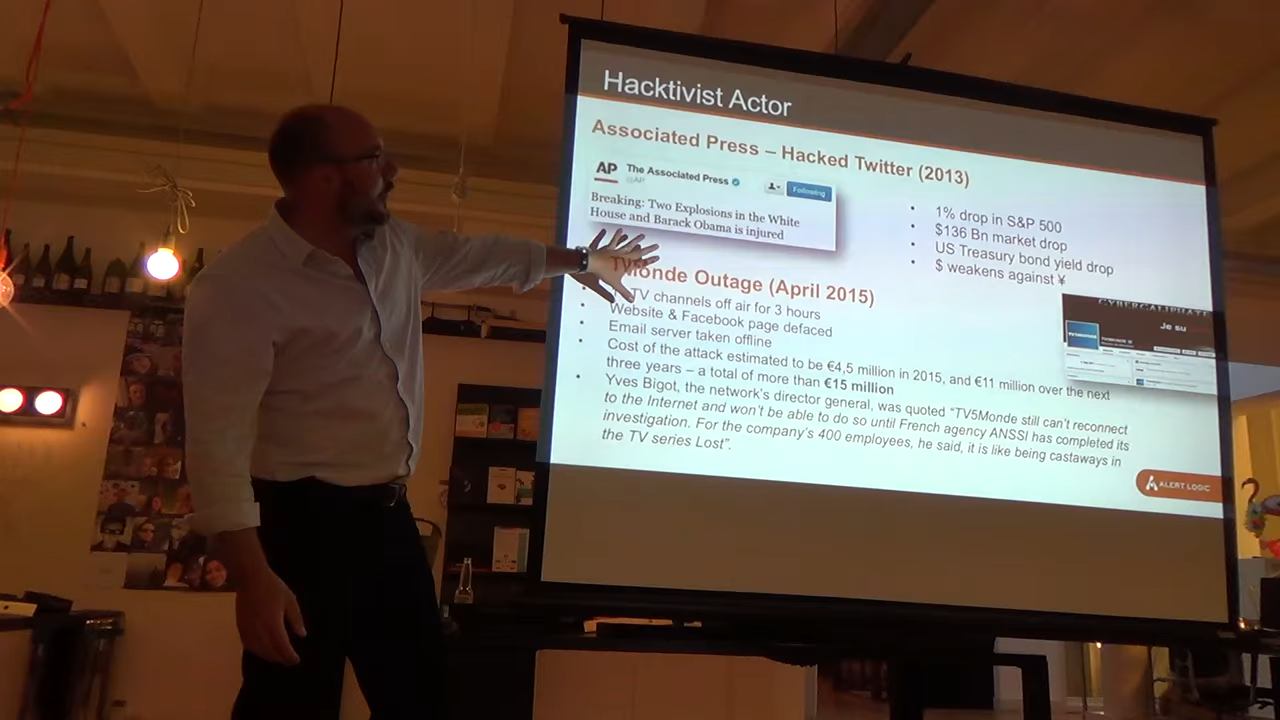 Hacktivist Actor
Associated Press – Hacked Twitter (2013)
AP The Associated Press
@AP
Following
Breaking: Two Explosions in the White
House and Barack Obama is injured
• 1% drop in S&P 500
• $136 Bn market drop
• US Treasury bond yield drop
• $ weakens against ¥
TV5Monde Outage (April 2015)
TV channels off air for 3 hours
• Website & Facebook page defaced
• Email server taken offline
• Cost of the attack estimated to be €4,5 million in 2015, and €11 million over the next
three years – a total of more than €15 million
• Yves Bigot, the network's director general, was quoted "TV5Monde still can't reconnect
to the Internet and won't be able to do so until French agency ANSSI has completed its
investigation. For the company's 400 employees, he said, it is like being castaways in
the TV series Lost".
CYBERCALIPHATE
Je su
TV5MONDE
ALERT LOGIC